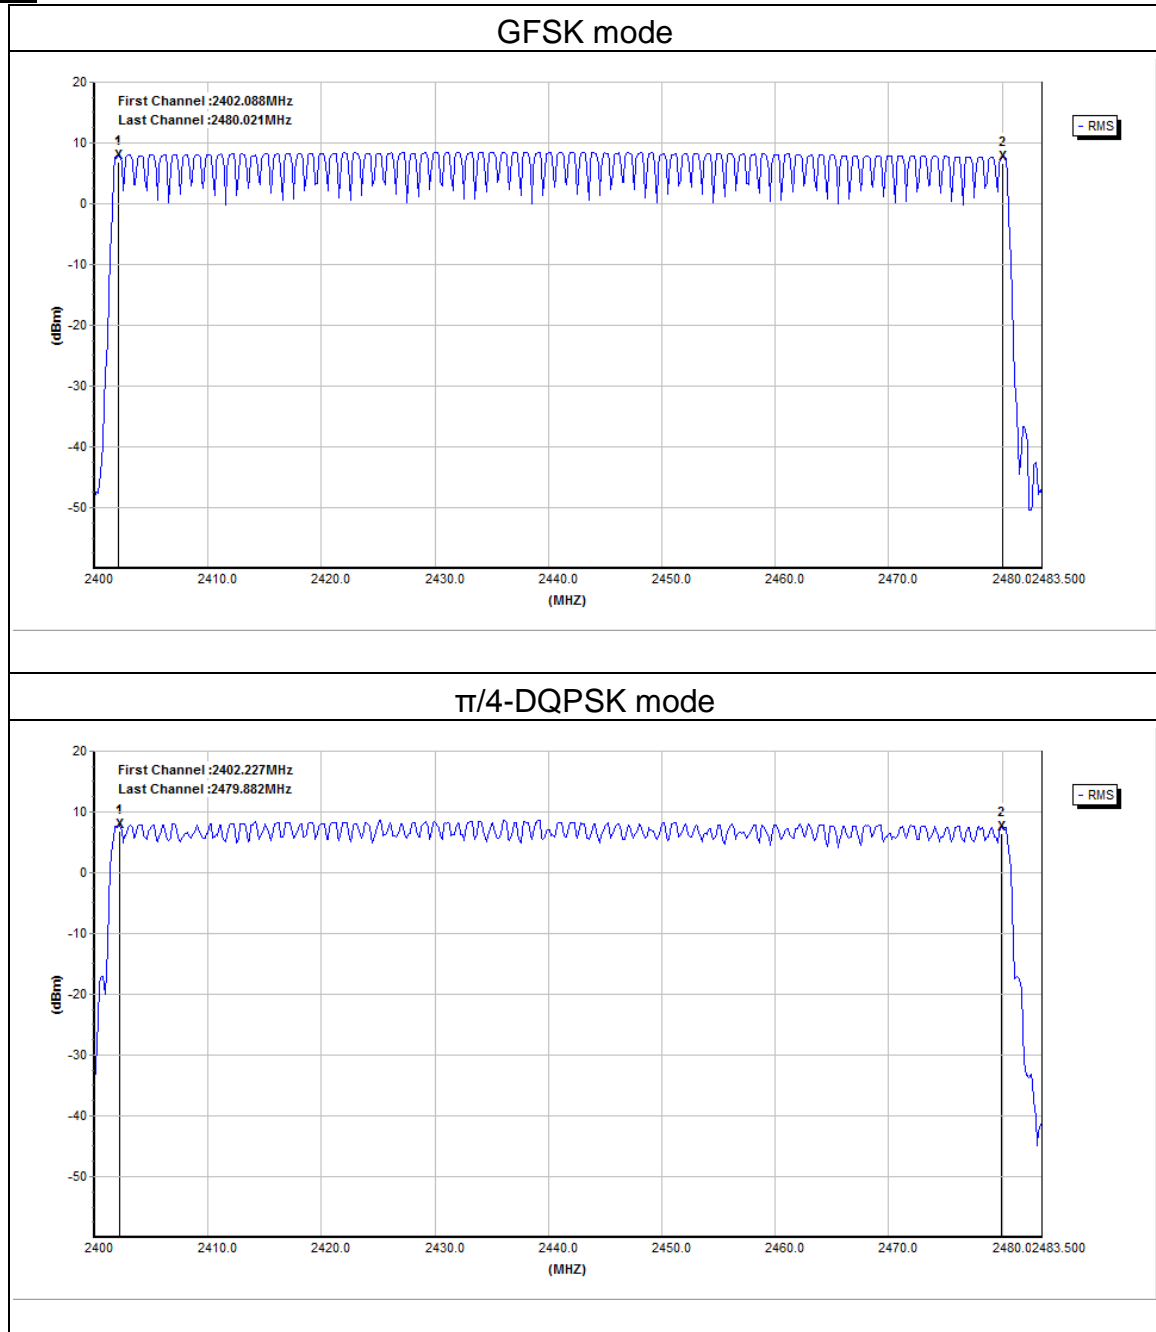 GFSK mode
First Channel :2402.088MHz
Last Channel :2480.021MHz
1
2
X
X
- RMS
20
10
0
-10
-20
-30
-40
-50
(dBm)
2400 2410.0 2420.0 2430.0 2440.0 2450.0 2460.0 2470.0 2480.02483.500
(MHZ)
π/4-DQPSK mode
First Channel :2402.227MHz
Last Channel :2479.882MHz
1
2
X
X
- RMS
20
10
0
-10
-20
-30
-40
-50
(dBm)
2400 2410.0 2420.0 2430.0 2440.0 2450.0 2460.0 2470.0 2480.02483.500
(MHZ)